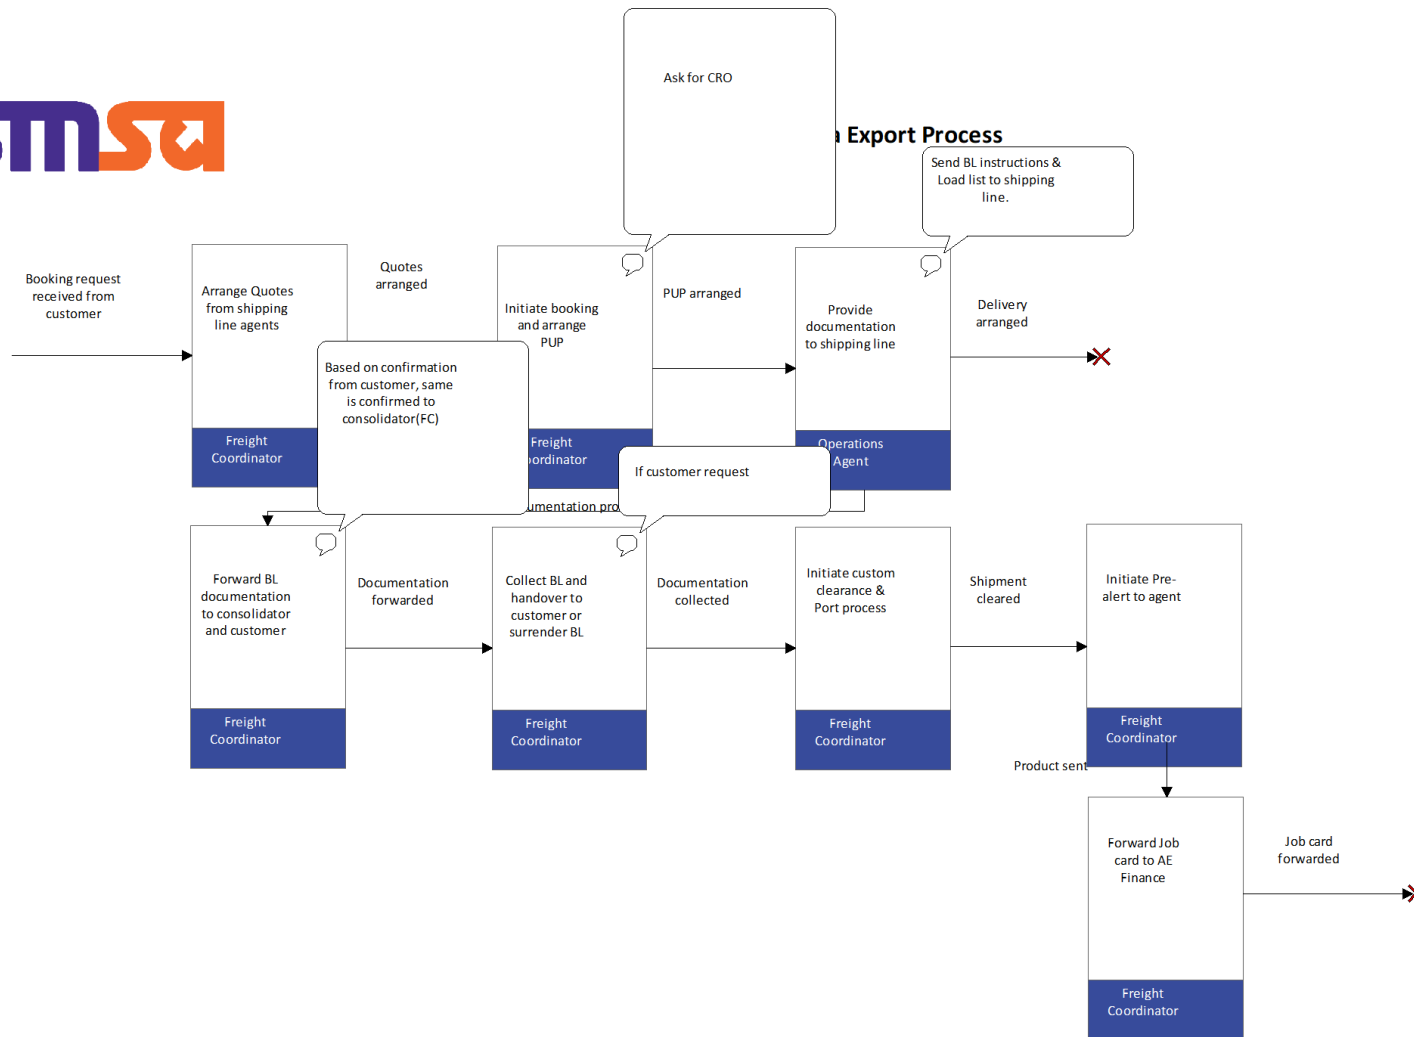 Ask for CRO
smsa
Export Process
Send BL instructions &
Load list to shipping
line.
Booking request
received from
customer
Arrange Quotes
from shipping
line agents
Freight
Coordinator
Quotes
arranged
Initiate booking
and arrange
PUP
Freight
PUP arranged
Provide
documentation
to shipping line
Operations
Agent
Delivery
arranged
Based on confirmation
from customer, same
is confirmed to
consolidator(FC)
If customer request
Forward BL
documentation
to consolidator
and customer
Freight
Coordinator
Documentation
forwarded
Collect BL and
handover to
customer or
surrender BL
Freight
Coordinator
Documentation
collected
Initiate custom
clearance &
Port process
Freight
Coordinator
Shipment
cleared
Initiate Pre-
alert to agent
Freight
Coordinator
Product sent
Forward Job
card to AE
Finance
Freight
Coordinator
Job card
forwarded